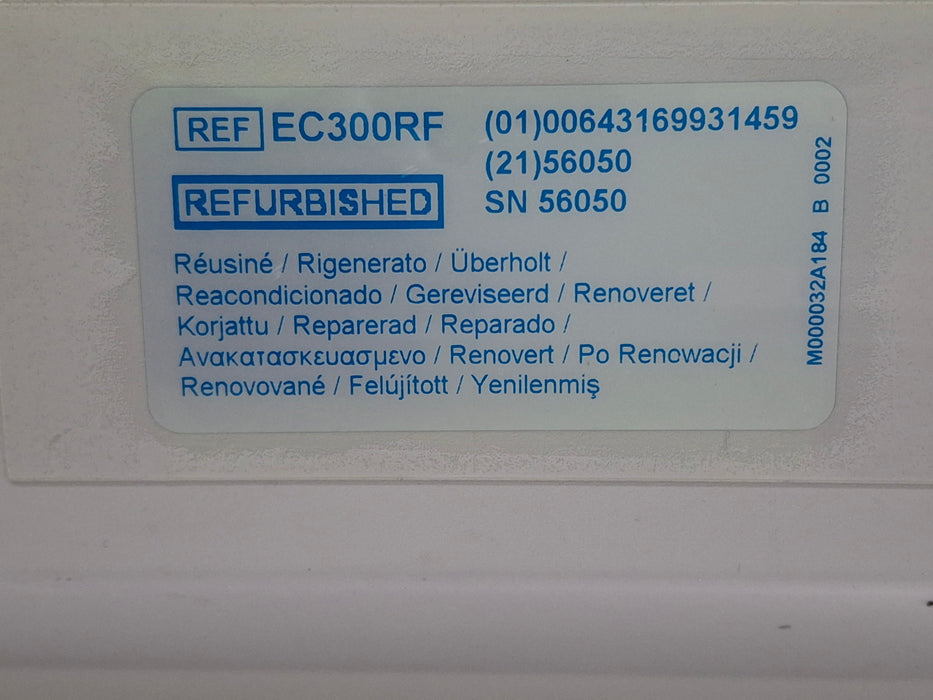 REF EC300RF
(01)00643169931459
(21)56050
REFURBISHED
SN 56050
Réusiné / Rigenerato / Überholt /
Reacondicionado / Gereviseerd / Renoveret /
Korjattu / Reparerad / Reparado /
Ανακατασκευασμενο / Renovert / Po Renowacji /
Renovované / Felújított / Yenilenmiş
M000032A184 B 0002